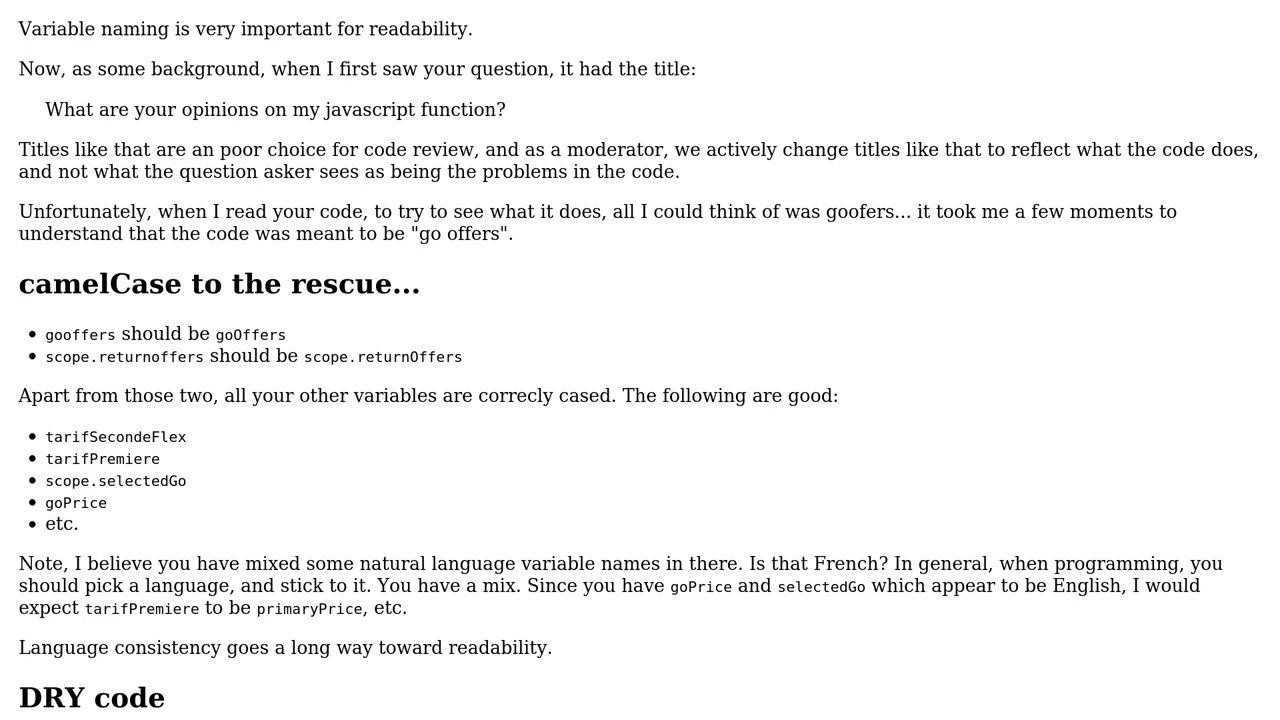 Variable naming is very important for readability.
Now, as some background, when I first saw your question, it had the title:
What are your opinions on my javascript function?
Titles like that are an poor choice for code review, and as a moderator, we actively change titles like that to reflect what the code does,
and not what the question asker sees as being the problems in the code.
Unfortunately, when I read your code, to try to see what it does, all I could think of was goofers... it took me a few moments to
understand that the code was meant to be "go offers".
camelCase to the rescue...
• gooffers should be goOffers
• scope.returnoffers should be scope.returnOffers
Apart from those two, all your other variables are correcly cased. The following are good:
• tarifSecondeFlex
• tarifPremiere
• scope.selectedGo
• goPrice
• etc.
Note, I believe you have mixed some natural language variable names in there. Is that French? In general, when programming, you
should pick a language, and stick to it. You have a mix. Since you have goPrice and selectedGo which appear to be English, I would
expect tarifPremiere to be primaryPrice, etc.
Language consistency goes a long way toward readability.
DRY code